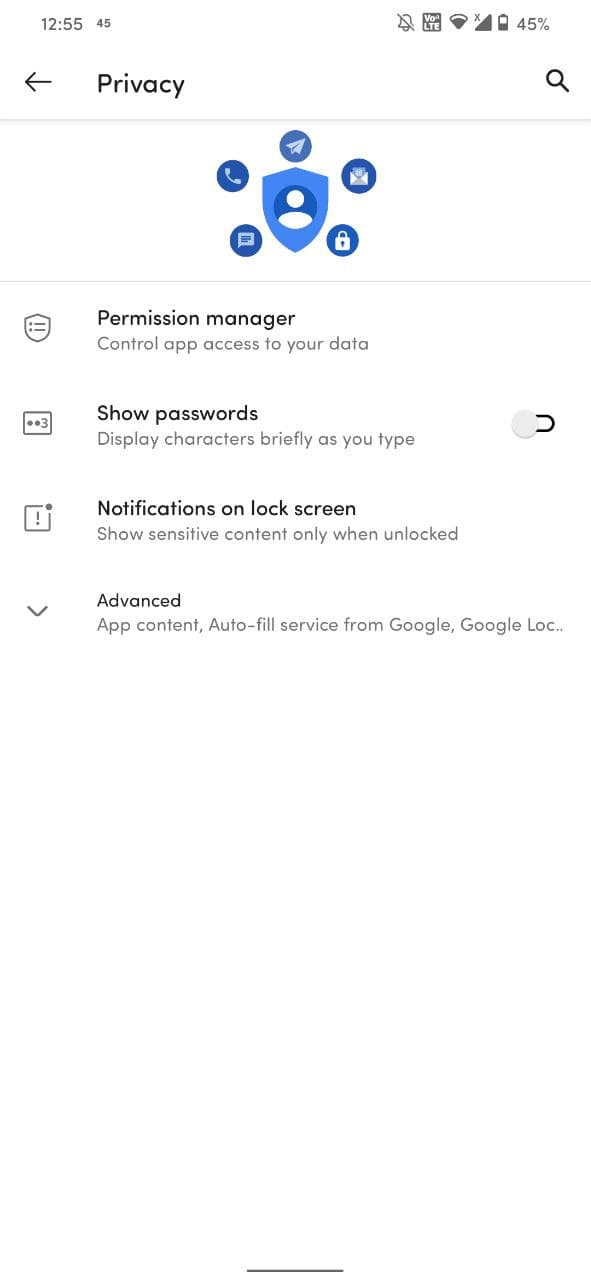 12:55 45 Vo) LTE X 45%
Privacy
Permission manager
Control app access to your data
••3 Show passwords
Display characters briefly as you type
Notifications on lock screen
Show sensitive content only when unlocked
Advanced
App content, Auto-fill service from Google, Google Loc..